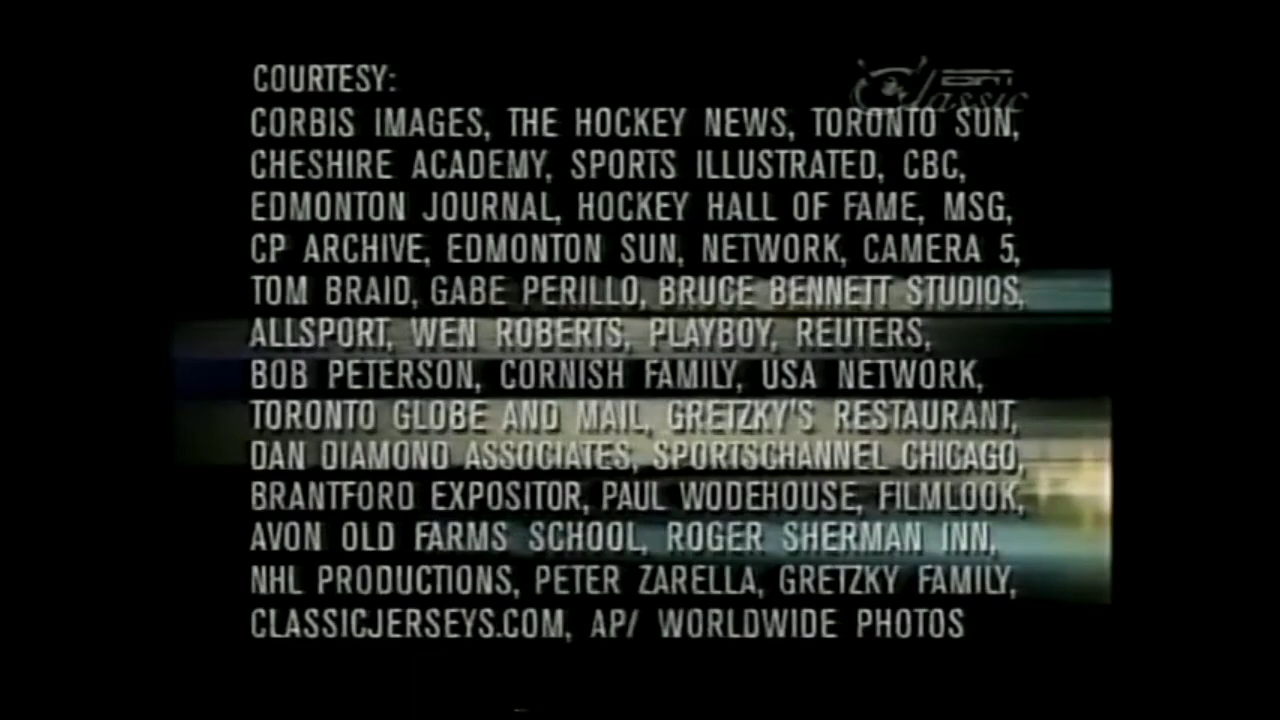 COURTESY:
CORBIS IMAGES, THE HOCKEY NEWS, TORONTO SUN,
CHESHIRE ACADEMY, SPORTS ILLUSTRATED, CBC,
EDMONTON JOURNAL, HOCKEY HALL OF FAME, MSG,
CP ARCHIVE, EDMONTON SUN, NETWORK, CAMERA 5,
TOM BRAID, GABE PERILLO, BRUCE BENNETT STUDIOS,
ALLSPORT, WEN ROBERTS, PLAYBOY, REUTERS,
BOB PETERSON, CORNISH FAMILY, USA NETWORK,
TORONTO GLOBE AND MAIL, GRETZKY'S RESTAURANT,
DAN DIAMOND ASSOCIATES, SPORTSCHANNEL CHICAGO,
BRANTFORD EXPOSITOR, PAUL WODEHOUSE, FILMLOOK,
AVON OLD FARMS SCHOOL, ROGER SHERMAN INN,
NHL PRODUCTIONS, PETER ZARELLA, GRETZKY FAMILY,
CLASSICJERSEYS.COM, AP/ WORLDWIDE PHOTOS
Classic